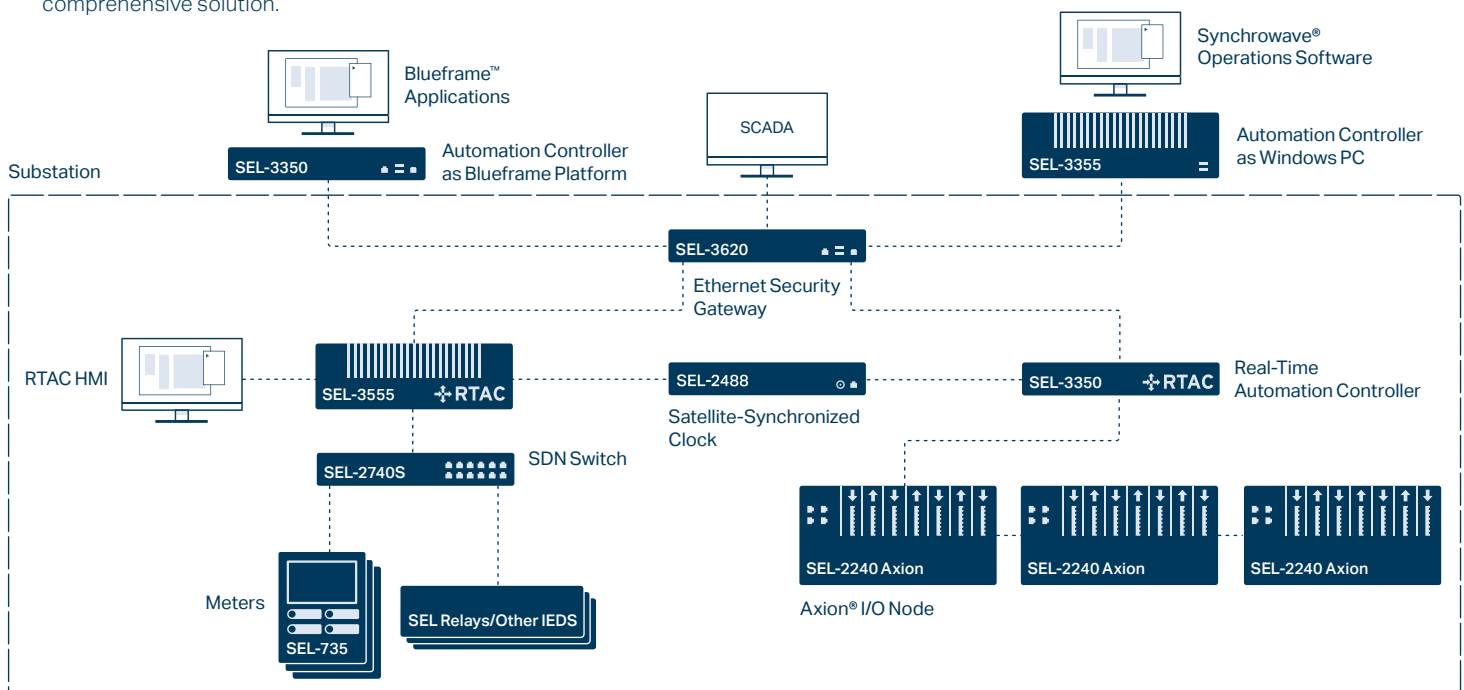 comprehensive solution.
Blueframe™
Applications
Synchrowave®
Operations Software
SCADA
SEL-3350
Automation Controller
as Blueframe Platform
SEL-3355
Automation Controller
as Windows PC
Substation
SEL-3620
Ethernet Security
Gateway
RTAC HMI
SEL-3555
RTAC
SEL-2488
Satellite-Synchronized
Clock
SEL-3350
RTAC
Real-Time
Automation Controller
SEL-2740S
SDN Switch
SEL-2240 Axion
SEL-2240 Axion
SEL-2240 Axion
Axion® I/O Node
Meters
SEL-735
SEL Relays/Other IEDS